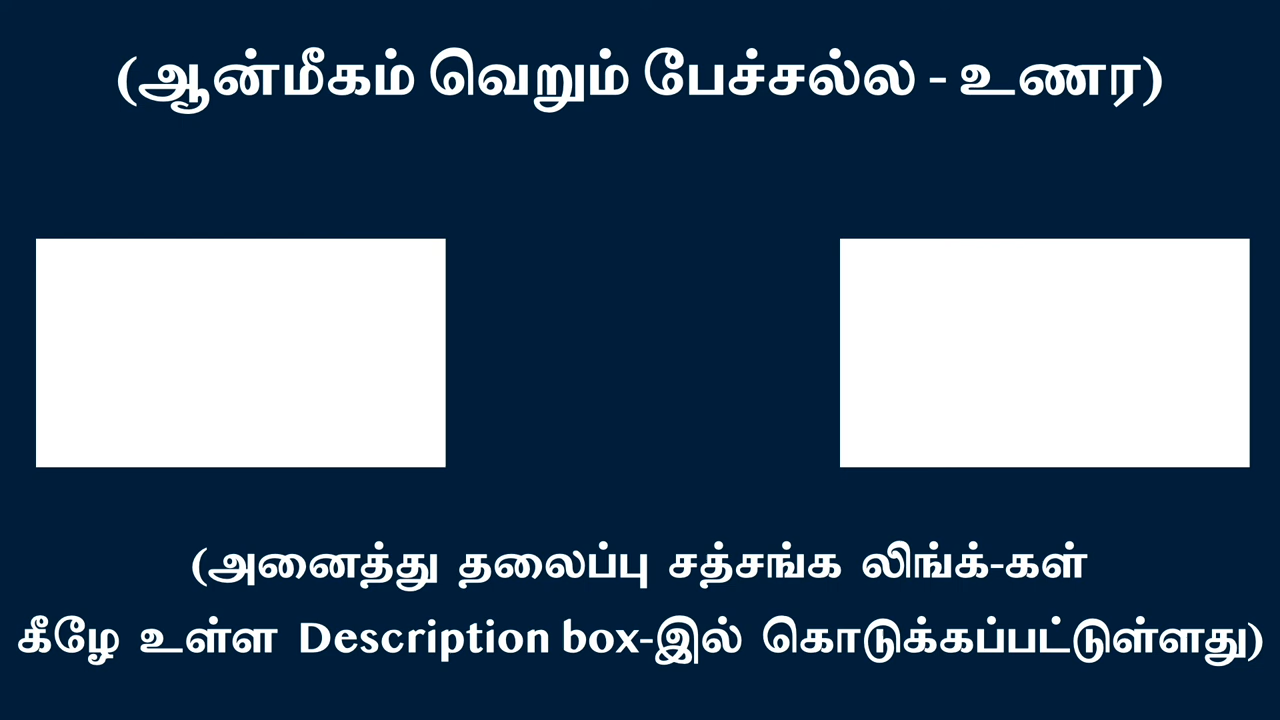 (ஆன்மீகம் வெறும் பேச்சல்ல - உணர)
(அனைத்து தலைப்பு சத்சங்க லிங்க்-கள்
கீழே உள்ள Description box-இல் கொடுக்கப்பட்டுள்ளது)